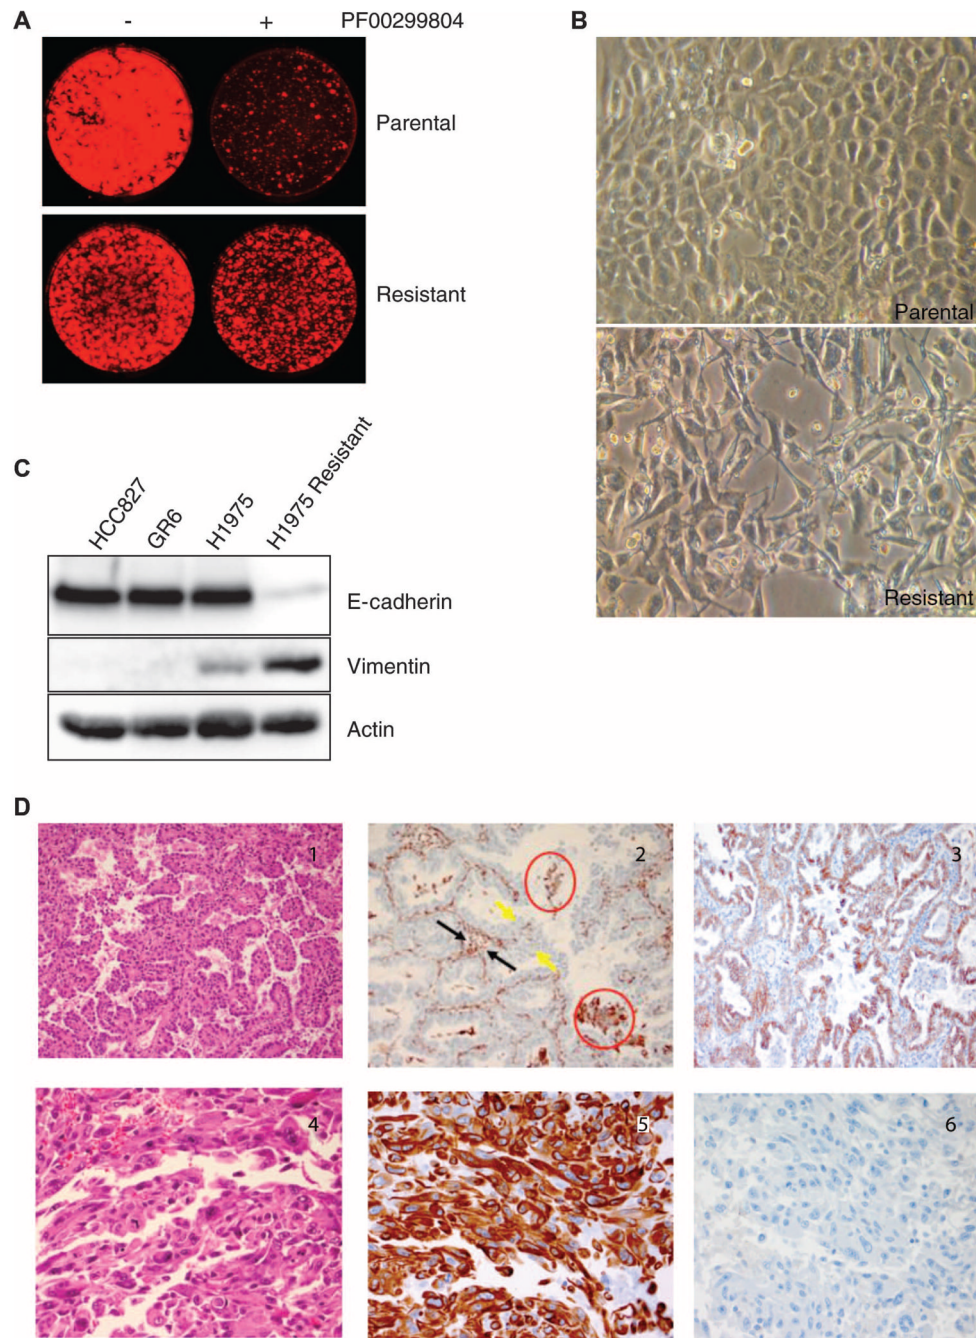 A
- + PF00299804
Parental
Resistant
B
Parental
Resistant
C
HCC827
GR6
H1975
H1975 Resistant
E-cadherin
Vimentin
Actin
D
1
2
3
4
5
6